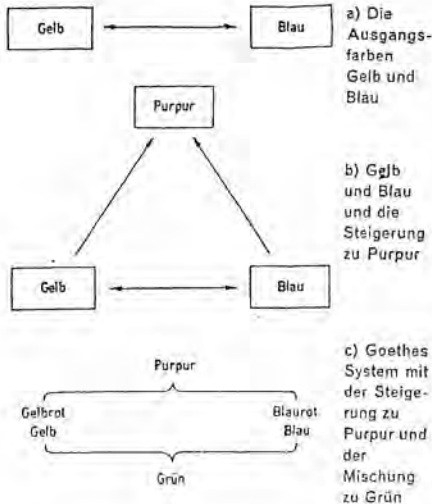 Gelb
Blau
a) Die
Ausgangs-
farben
Gelb und
Blau
Purpur
Gelb
Blau
b) Gelb
und Blau
und die
Steigerung
zu Purpur
Purpur
Gelbrot
Gelb
Blaurot
Blau
Grün
c) Goethes
System mit
der Steige-
rung zu
Purpur und
der
Mischung
zu Grün